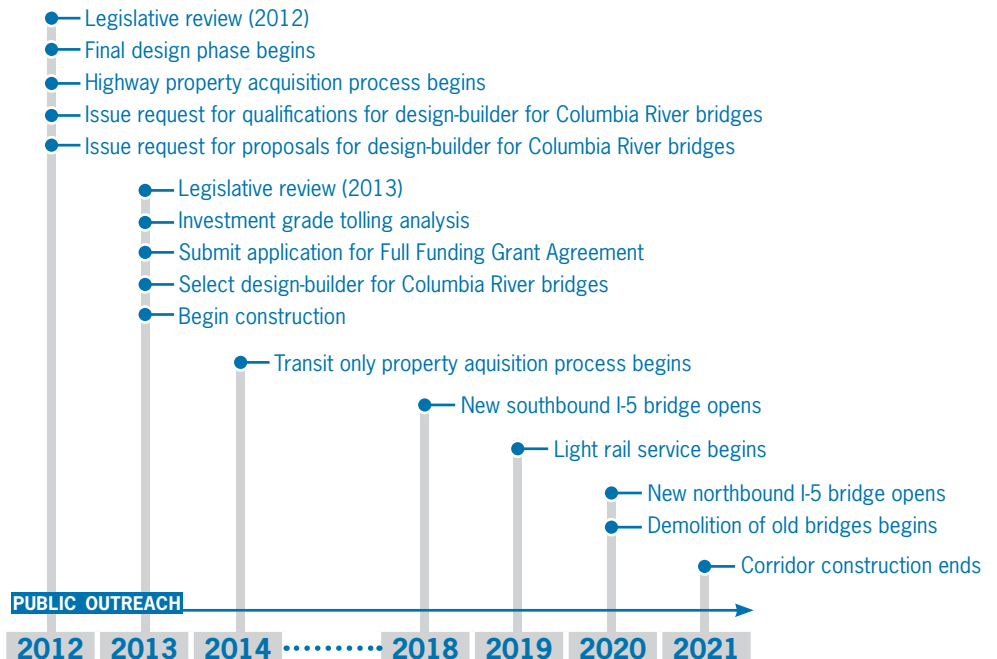 Legislative review (2012)
Final design phase begins
Highway property acquisition process begins
Issue request for qualifications for design-builder for Columbia River bridges
Issue request for proposals for design-builder for Columbia River bridges
Legislative review (2013)
Investment grade tolling analysis
Submit application for Full Funding Grant Agreement
Select design-builder for Columbia River bridges
Begin construction
Transit only property aquisition process begins
New southbound I-5 bridge opens
Light rail service begins
New northbound I-5 bridge opens
Demolition of old bridges begins
Corridor construction ends
PUBLIC OUTREACH
2012 2013 2014 2018 2019 2020 2021